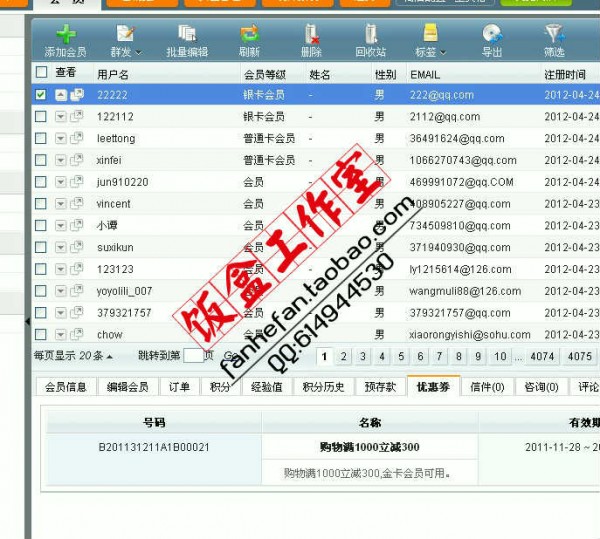 添加会员 群发 批量编辑 刷新 删除 回收站 标签 导出 筛选
查看 用户名 会员等级 姓名 性别 EMAIL 注册时间
22222 银卡会员 - 男 222@qq.com 2012-04-24
122112 银卡会员 - 男 2112@qq.com 2012-04-24
leettong 普通卡会员 - 男 36491624@qq.com 2012-04-24
xinfei 普通卡会员 - 男 1066270743@qq.com 2012-04-24
jun910220 会员 男 469991072@qq.COM 2012-04-24
vincent 会员 408905227@qq.com 2012-04-23
小谭 会员 734509810@qq.com 2012-04-23
suxikun 会员 371940930@qq.com 2012-04-23
123123 会员 ly1215614@126.com 2012-04-23
yoyolili_007 会员 wangmuli88@126.com 2012-04-23
379321757 会员 男 379321757@qq.com 2012-04-23
chow 会员 男 xiaorongyishi@sohu.com 2012-04-23
饭盒工作室
fanhefan.taobao.com
QQ:614944530
每页显示 20条 跳转到第 页 1 2 3 4 5 6 7 8 9 10 ... 4074 4075
会员信息 编辑会员 订单 积分 经验值 积分历史 预存款 优惠券 信件(0) 咨询(0) 评论
号码 名称 有效期
B201131211A1B00021 购物满1000立减300 2011-11-28 ~ 20
购物满1000立减300,金卡会员可用。